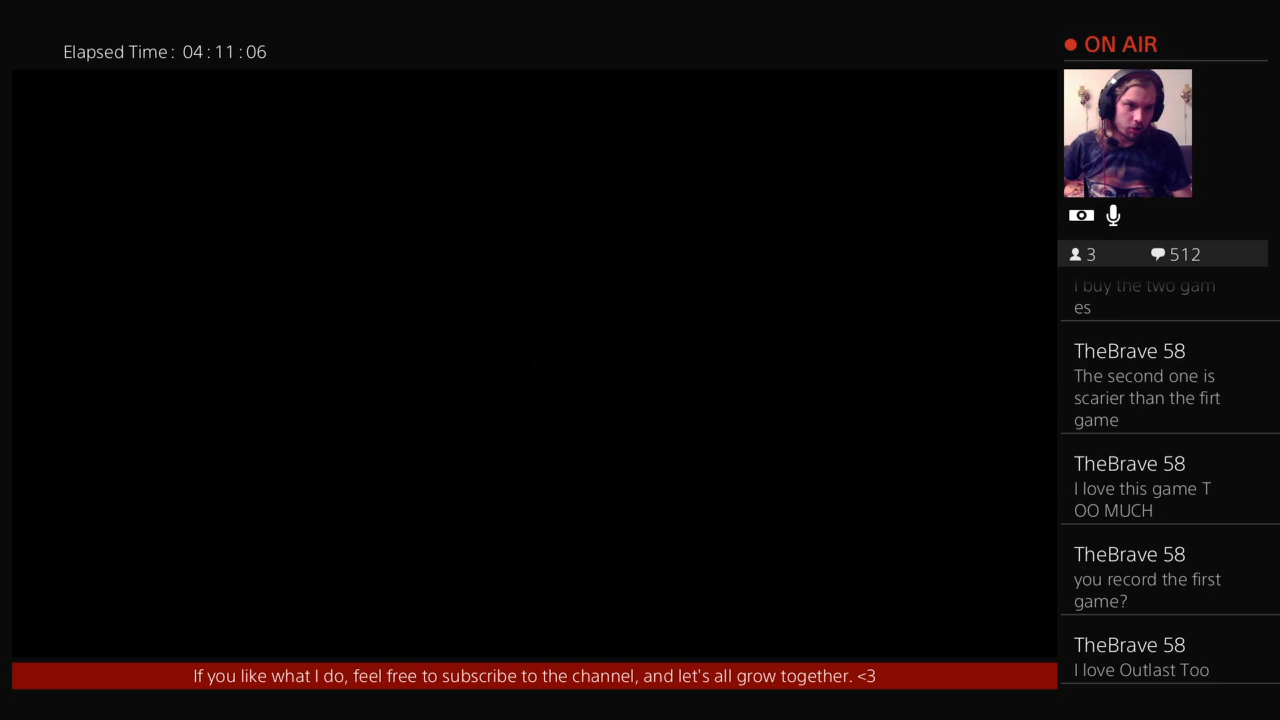 Elapsed Time: 04:11:06
ON AIR
3 512
I buy the two gam
es
TheBrave 58
The second one is
scarier than the firt
game
TheBrave 58
I love this game T
OO MUCH
TheBrave 58
you record the first
game?
TheBrave 58
I love Outlast Too
If you like what I do, feel free to subscribe to the channel, and let's all grow together. <3